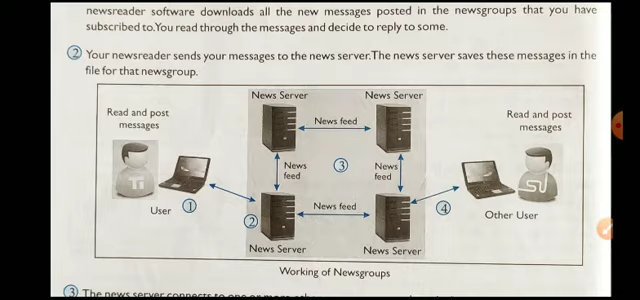 newsreader software downloads all the new messages posted in the newsgroups that you have
subscribed to.You read through the messages and decide to reply to some.
② Your newsreader sends your messages to the news server.The news server saves these messages in the
file for that newsgroup.
News Server
News Server
Read and post
messages
News feed
Read and post
messages
News
feed
③
News
feed
User
①
②
News feed
④
Other User
News Server
News Server
Working of Newsgroups
③ The news server connects to one or more